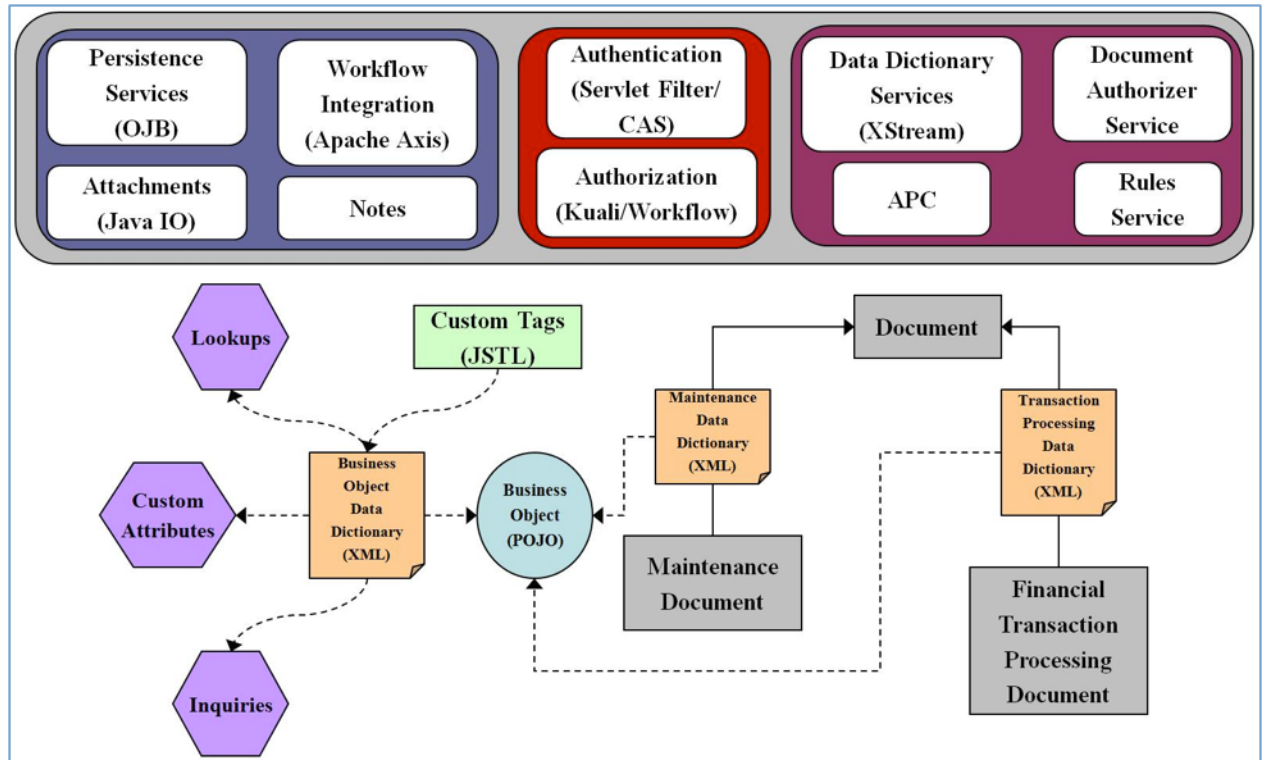 Persistence
Services
(OJB)
Workflow
Integration
(Apache Axis)
Attachments
(Java IO)
Notes
Authentication
(Servlet Filter/
CAS)
Authorization
(Kuali/Workflow)
Data Dictionary
Services
(XStream)
Document
Authorizer
Service
APC
Rules
Service
Lookups
Custom Tags
(JSTL)
Document
Maintenance
Data
Dictionary
(XML)
Transaction
Processing
Data
Dictionary
(XML)
Custom
Attributes
Business
Object
Data
Dictionary
(XML)
Business
Object
(POJO)
Maintenance
Document
Financial
Transaction
Processing
Document
Inquiries